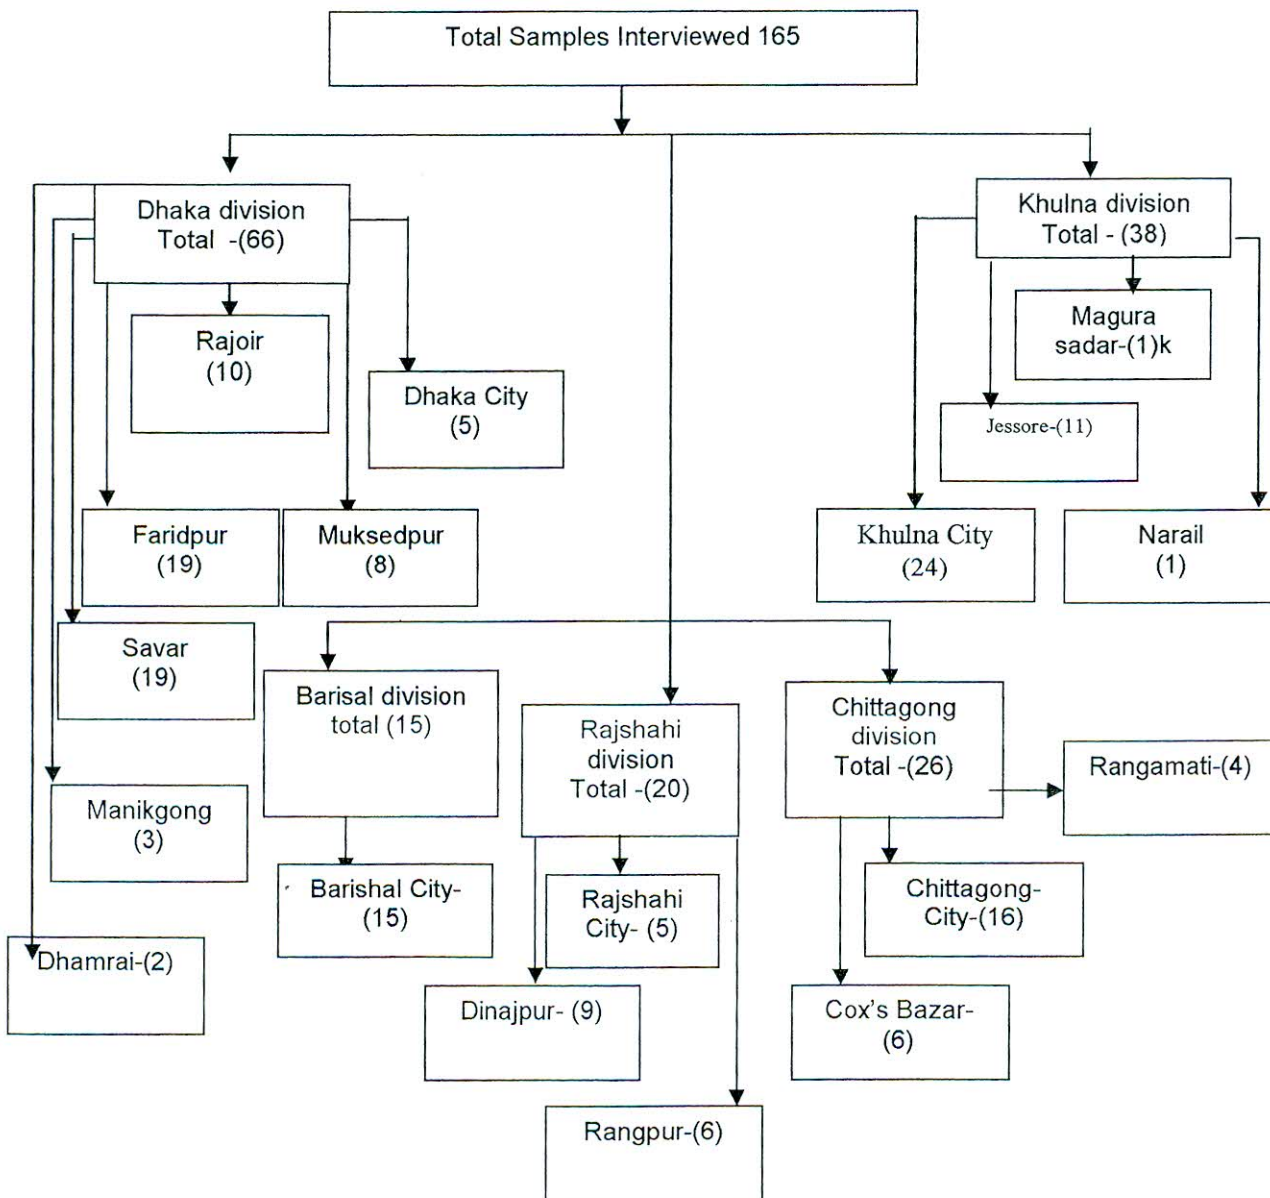 Total Samples Interviewed 165
Dhaka division
Total -(66)
Khulna division
Total - (38)
Rajoir
(10)
Dhaka City
(5)
Magura
sadar-(1)k
Jessore-(11)
Faridpur
(19)
Muksedpur
(8)
Khulna City
(24)
Narail
(1)
Savar
(19)
Barisal division
total (15)
Rajshahi
division
Total -(20)
Chittagong
division
Total -(26)
Rangamati-(4)
Manikgong
(3)
Barishal City-
(15)
Rajshahi
City- (5)
Chittagong-
City-(16)
Dhamrai-(2)
Dinajpur- (9)
Cox's Bazar-
(6)
Rangpur-(6)